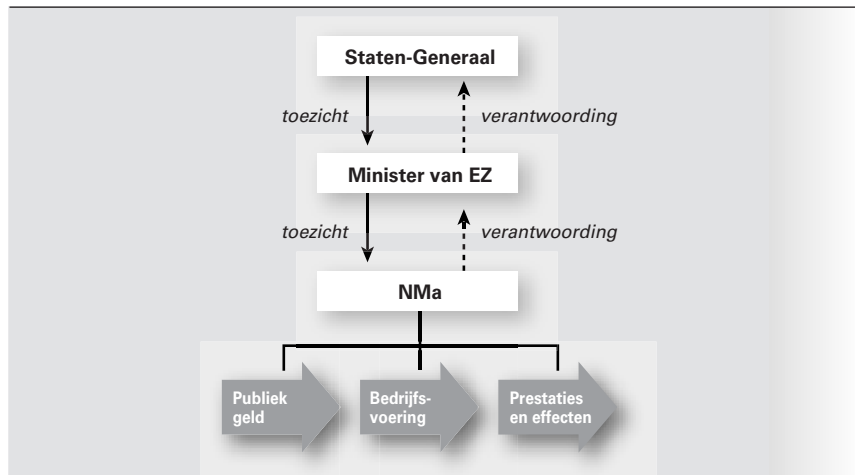 Staten-Generaal
toezicht
verantwoording
Minister van EZ
toezicht
verantwoording
NMa
Publiek
geld
Bedrijfs-
voering
Prestaties
en effecten